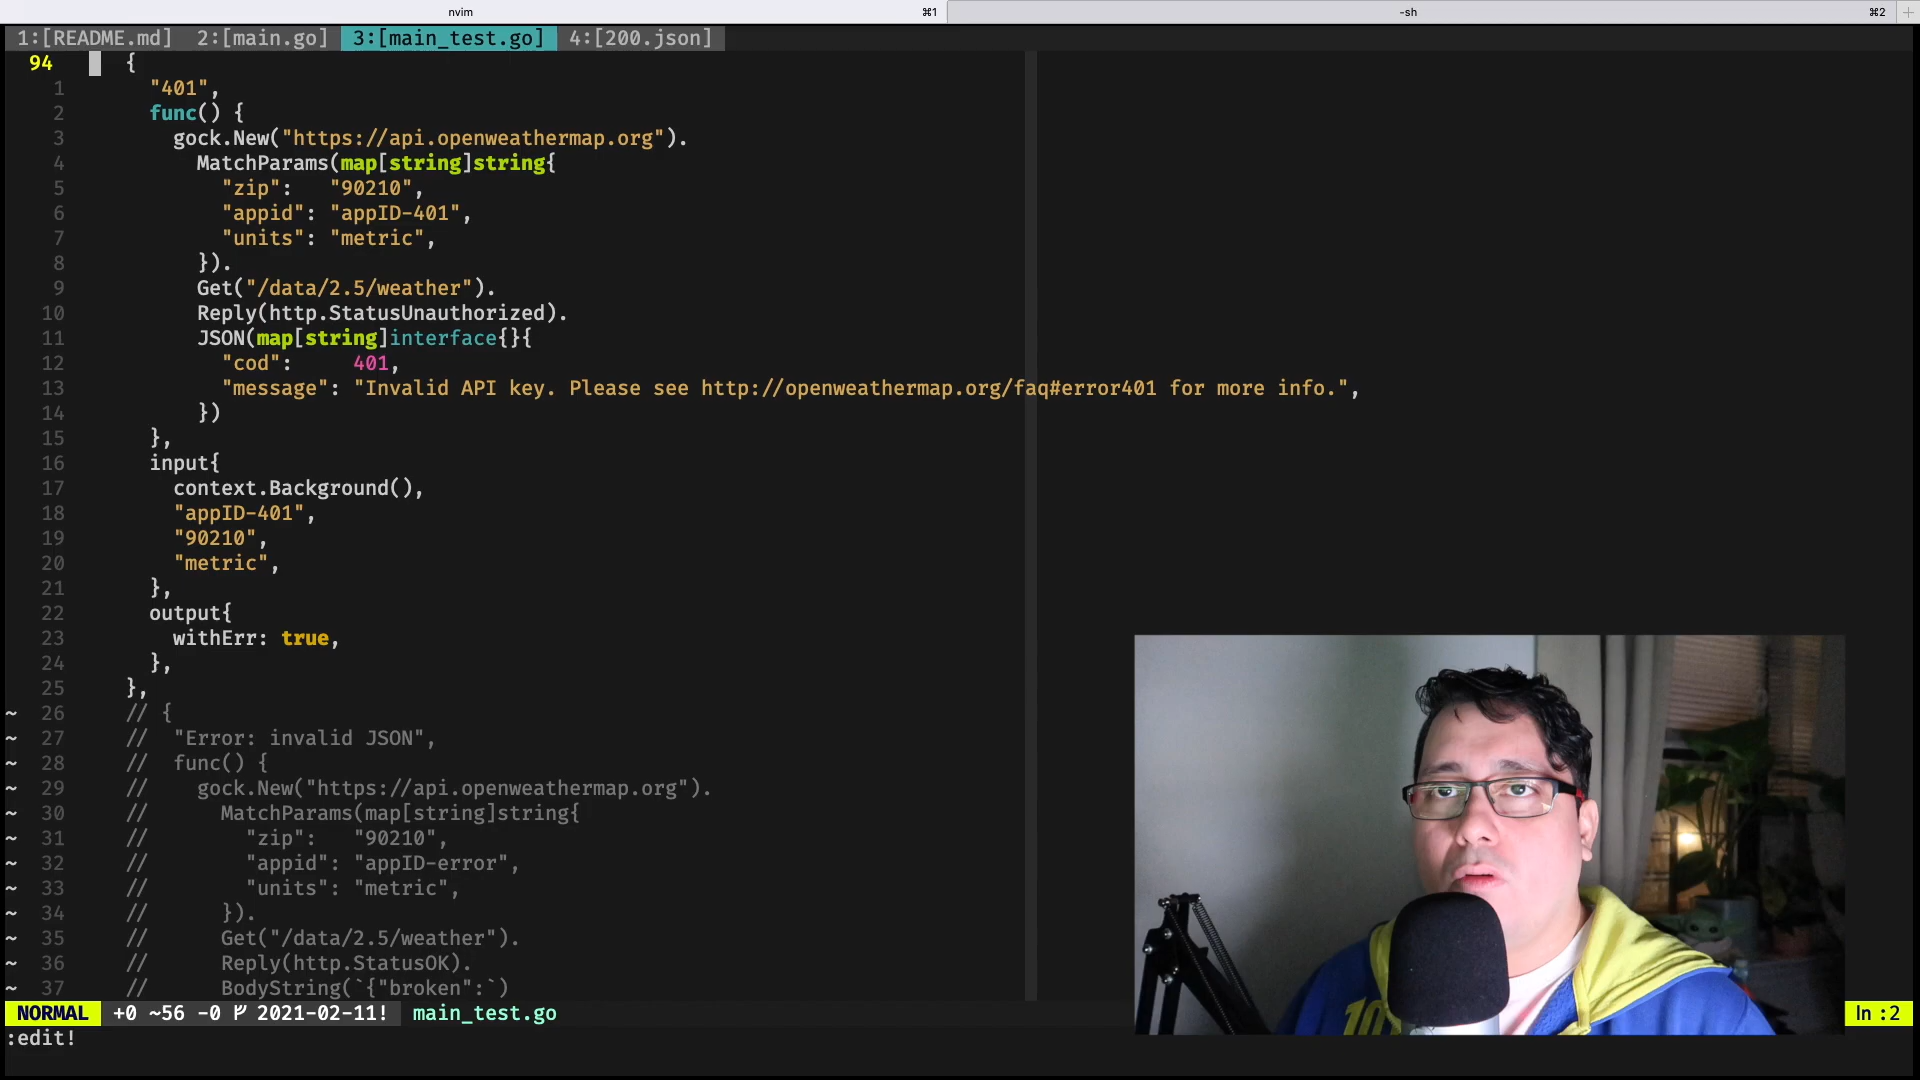 nvim ⌘1 -sh ⌘2 +
1:[README.md] 2:[main.go] 3:[main_test.go] 4:[200.json]
94 {
1 "401",
2 func() {
3 gock.New("https://api.openweathermap.org").
4 MatchParams(map[string]string{
5 "zip": "90210",
6 "appid": "appID-401",
7 "units": "metric",
8 }).
9 Get("/data/2.5/weather").
10 Reply(http.StatusUnauthorized).
11 JSON(map[string]interface{}{
12 "cod": 401,
13 "message": "Invalid API key. Please see http://openweathermap.org/faq#error401 for more info.",
14 })
15 },
16 input{
17 context.Background(),
18 "appID-401",
19 "90210",
20 "metric",
21 },
22 output{
23 withErr: true,
24 },
25 },
~ 26 // {
~ 27 // "Error: invalid JSON",
~ 28 // func() {
~ 29 // gock.New("https://api.openweathermap.org").
~ 30 // MatchParams(map[string]string{
~ 31 // "zip": "90210",
~ 32 // "appid": "appID-error",
~ 33 // "units": "metric",
~ 34 // }).
~ 35 // Get("/data/2.5/weather").
~ 36 // Reply(http.StatusOK).
~ 37 // BodyString(`{"broken":`)
NORMAL +0 ~56 -0 2021-02-11! main_test.go ln :2
:edit!